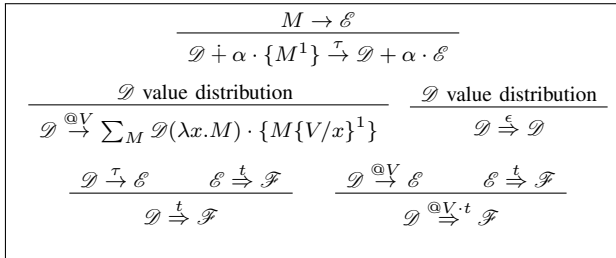 M → ℰ
𝒟 ∔ α · {M¹} →^τ 𝒟 + α · ℰ
𝒟 value distribution
𝒟 →^{@V} ∑_M 𝒟(λx.M) · {M{V/x}¹}
𝒟 value distribution
𝒟 ⇒^ϵ 𝒟
𝒟 →^τ ℰ ℰ ⇒^t ℱ
𝒟 ⇒^t ℱ
𝒟 →^{@V} ℰ ℰ ⇒^t ℱ
𝒟 ⇒^{@V·t} ℱ